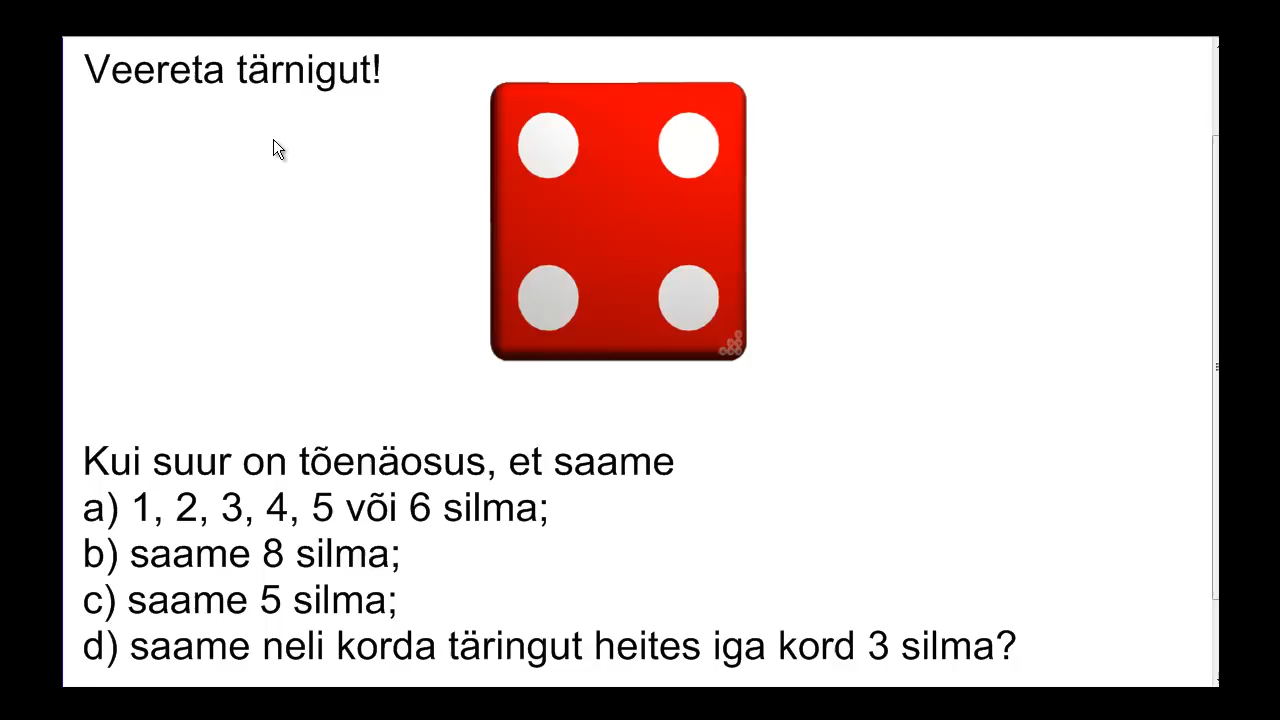 Veereta tärnigut!
Kui suur on tõenäosus, et saame
a) 1, 2, 3, 4, 5 või 6 silma;
b) saame 8 silma;
c) saame 5 silma;
d) saame neli korda täringut heites iga kord 3 silma?